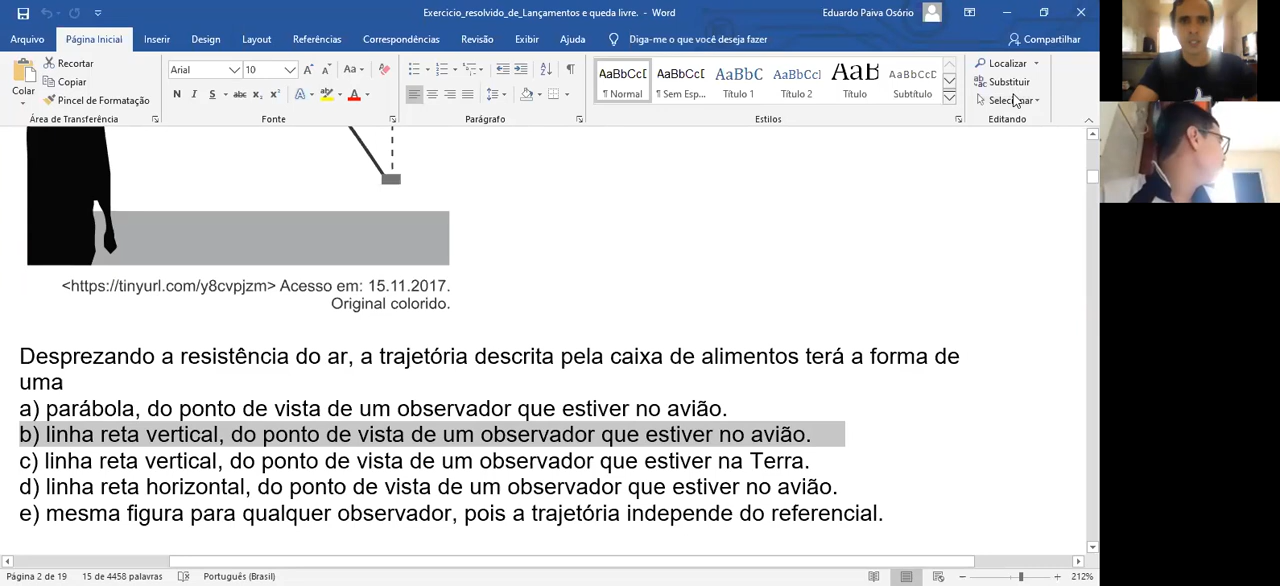 Exercicio_resolvido_de_Lançamentos e queda livre. - Word
Eduardo Paiva Osório
Arquivo Página Inicial Inserir Design Layout Referências Correspondências Revisão Exibir Ajuda Diga-me o que você deseja fazer Compartilhar
Colar
Recortar
Copiar
Pincel de Formatação
Área de Transferência
Arial 10
N I S abc x₂ x²
Fonte
Parágrafo
AaBbCcD AaBbCcD AaBbC AaBbCcl AaB AaBbCcD
¶ Normal ¶ Sem Esp... Título 1 Título 2 Título Subtítulo
Estilos
Localizar
Substituir
Selecionar
Editando
<https://tinyurl.com/y8cvpjzm> Acesso em: 15.11.2017.
Original colorido.
Desprezando a resistência do ar, a trajetória descrita pela caixa de alimentos terá a forma de
uma
a) parábola, do ponto de vista de um observador que estiver no avião.
b) linha reta vertical, do ponto de vista de um observador que estiver no avião.
c) linha reta vertical, do ponto de vista de um observador que estiver na Terra.
d) linha reta horizontal, do ponto de vista de um observador que estiver no avião.
e) mesma figura para qualquer observador, pois a trajetória independe do referencial.
Página 2 de 19 15 de 4458 palavras Português (Brasil) 212%